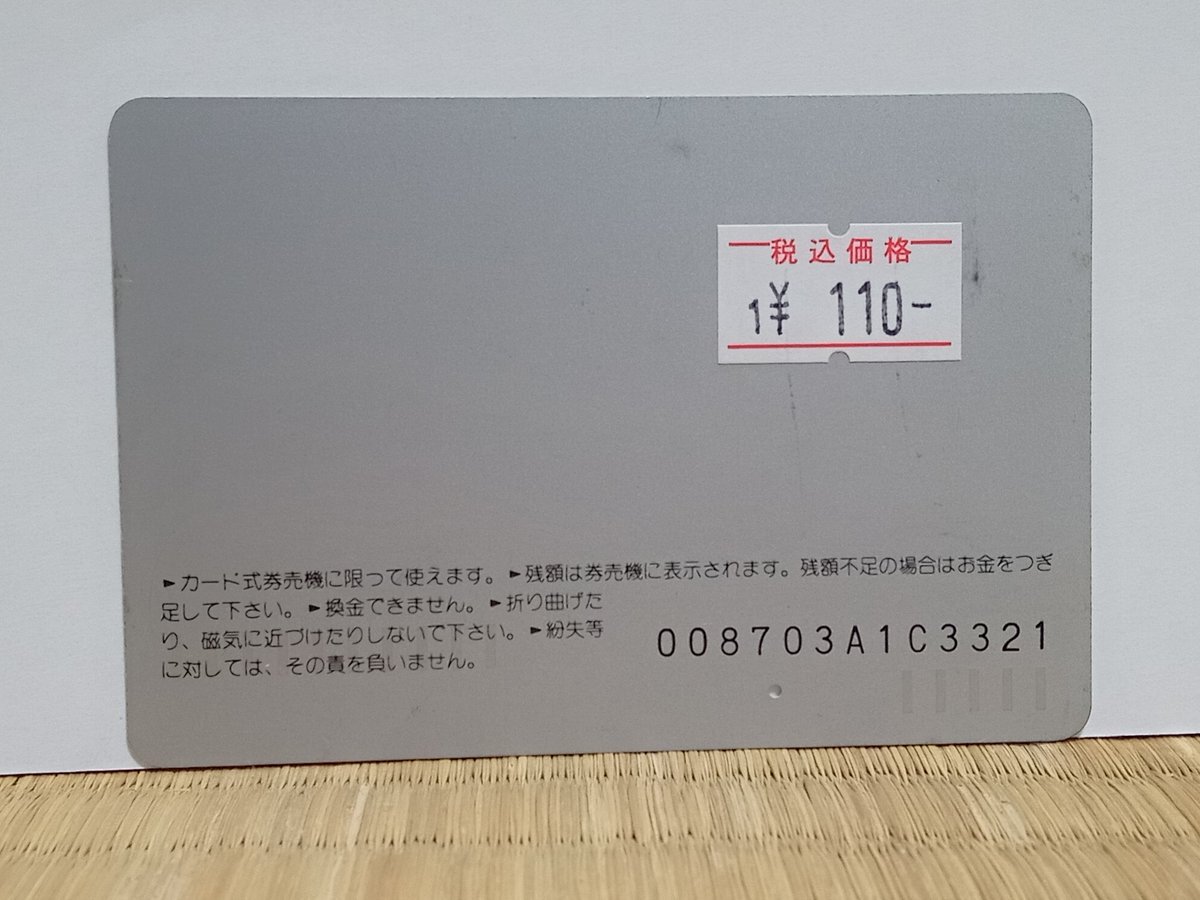 税込価格
1¥ 110-
►カード式券売機に限って使えます。►残額は券売機に表示されます。残額不足の場合はお金をつぎ
足して下さい。►換金できません。►折り曲げた
り、磁気に近づけたりしないで下さい。►紛失等
に対しては、その責を負いません。
008703A1C3321